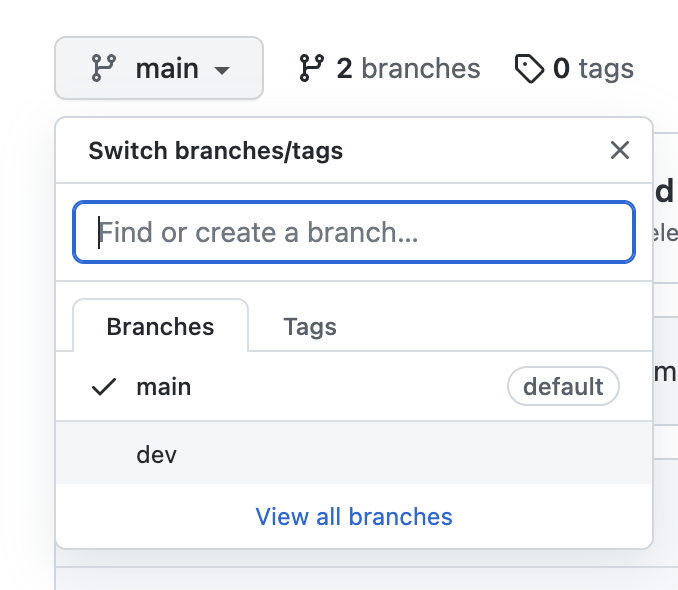 main 2 branches 0 tags
Switch branches/tags
Find or create a branch...
Branches Tags
main default
dev
View all branches